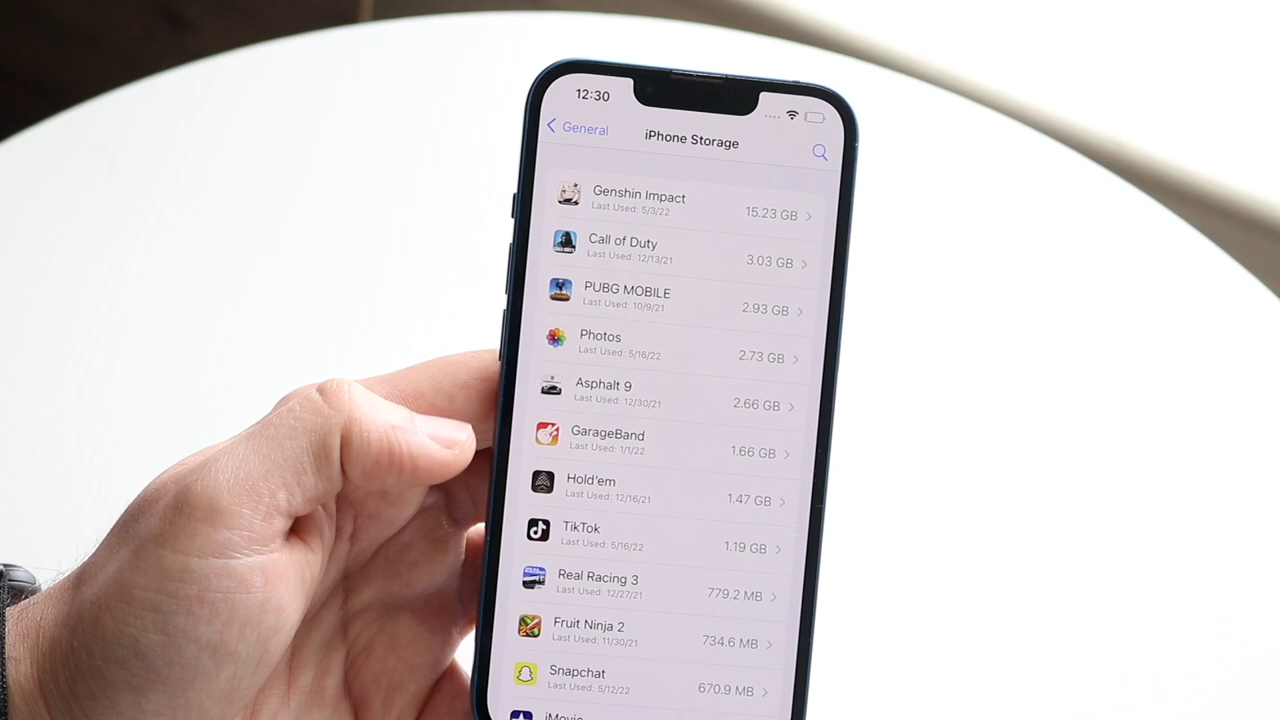 12:30
General
iPhone Storage
Genshin Impact
Last Used: 5/3/22
15.23 GB
Call of Duty
Last Used: 12/13/21
3.03 GB
PUBG MOBILE
Last Used: 10/9/21
2.93 GB
Photos
Last Used: 5/16/22
2.73 GB
Asphalt 9
Last Used: 12/30/21
2.66 GB
GarageBand
Last Used: 1/1/22
1.66 GB
Hold'em
Last Used: 12/16/21
1.47 GB
TikTok
Last Used: 5/16/22
1.19 GB
Real Racing 3
Last Used: 12/27/21
779.2 MB
Fruit Ninja 2
Last Used: 11/30/21
734.6 MB
Snapchat
Last Used: 5/12/22
670.9 MB
iMovie